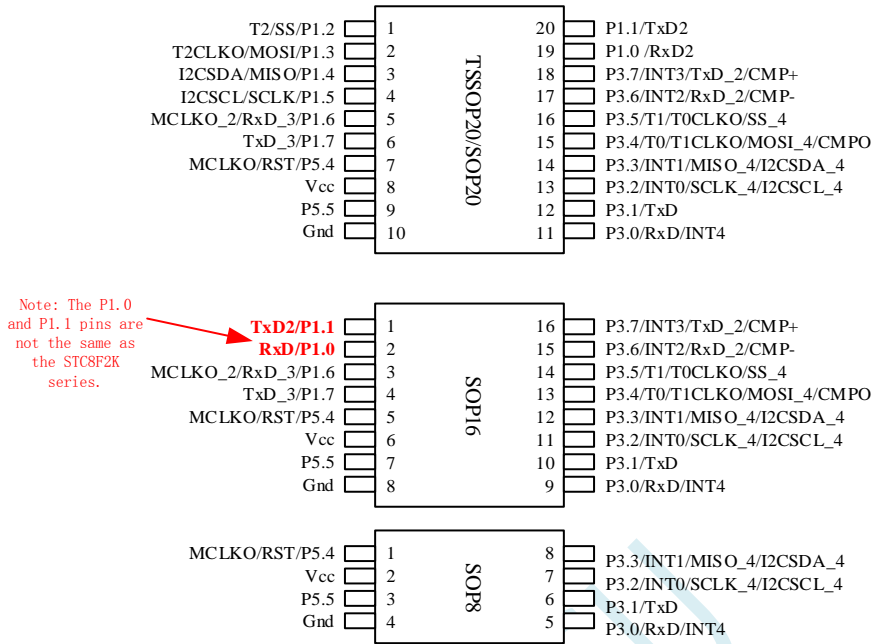 T2/SS/P1.2 1 20 P1.1/TxD2
T2CLKO/MOSI/P1.3 2 19 P1.0 /RxD2
I2CSDA/MISO/P1.4 3 18 P3.7/INT3/TxD_2/CMP+
I2CSCL/SCLK/P1.5 4 17 P3.6/INT2/RxD_2/CMP-
MCLKO_2/RxD_3/P1.6 5 16 P3.5/T1/T0CLKO/SS_4
TxD_3/P1.7 6 15 P3.4/T0/T1CLKO/MOSI_4/CMPO
MCLKO/RST/P5.4 7 14 P3.3/INT1/MISO_4/I2CSDA_4
Vcc 8 13 P3.2/INT0/SCLK_4/I2CSCL_4
P5.5 9 12 P3.1/TxD
Gnd 10 11 P3.0/RxD/INT4
TSSOP20/SOP20
Note: The P1.0
and P1.1 pins are
not the same as
the STC8F2K
series.
TxD2/P1.1 1 16 P3.7/INT3/TxD_2/CMP+
RxD/P1.0 2 15 P3.6/INT2/RxD_2/CMP-
MCLKO_2/RxD_3/P1.6 3 14 P3.5/T1/T0CLKO/SS_4
TxD_3/P1.7 4 13 P3.4/T0/T1CLKO/MOSI_4/CMPO
MCLKO/RST/P5.4 5 12 P3.3/INT1/MISO_4/I2CSDA_4
Vcc 6 11 P3.2/INT0/SCLK_4/I2CSCL_4
P5.5 7 10 P3.1/TxD
Gnd 8 9 P3.0/RxD/INT4
SOP16
MCLKO/RST/P5.4 1 8 P3.3/INT1/MISO_4/I2CSDA_4
Vcc 2 7 P3.2/INT0/SCLK_4/I2CSCL_4
P5.5 3 6 P3.1/TxD
Gnd 4 5 P3.0/RxD/INT4
SOP8